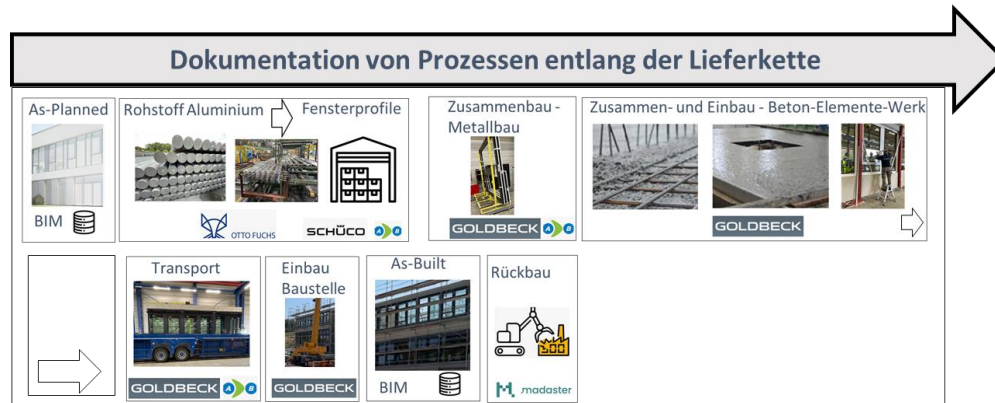 Dokumentation von Prozessen entlang der Lieferkette
As-Planned
BIM
Rohstoff Aluminium
Fensterprofile
OTTO FUCHS
SCHÜCO A B
Zusammenbau -
Metallbau
GOLDBECK A B
Zusammen- und Einbau - Beton-Elemente-Werk
GOLDBECK
Transport
GOLDBECK A B
Einbau
Baustelle
GOLDBECK
As-Built
BIM
Rückbau
madaster